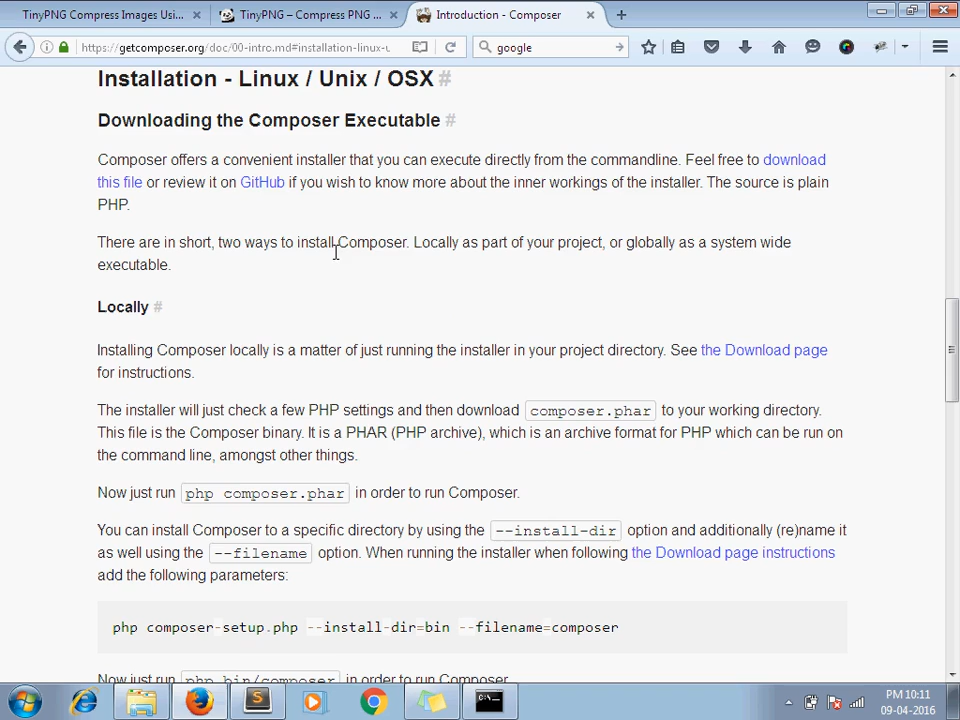 TinyPNG Compress Images Usi...
TinyPNG – Compress PNG ...
Introduction - Composer
https://getcomposer.org/doc/00-intro.md#installation-linux-u
google
Installation - Linux / Unix / OSX #
Downloading the Composer Executable #
Composer offers a convenient installer that you can execute directly from the commandline. Feel free to download
this file or review it on GitHub if you wish to know more about the inner workings of the installer. The source is plain
PHP.
There are in short, two ways to install Composer. Locally as part of your project, or globally as a system wide
executable.
Locally #
Installing Composer locally is a matter of just running the installer in your project directory. See the Download page
for instructions.
The installer will just check a few PHP settings and then download composer.phar to your working directory.
This file is the Composer binary. It is a PHAR (PHP archive), which is an archive format for PHP which can be run on
the command line, amongst other things.
Now just run php composer.phar in order to run Composer.
You can install Composer to a specific directory by using the --install-dir option and additionally (re)name it
as well using the --filename option. When running the installer when following the Download page instructions
add the following parameters:
php composer-setup.php --install-dir=bin --filename=composer
Now just run php bin/composer in order to run Composer.
PM 10:11
09-04-2016